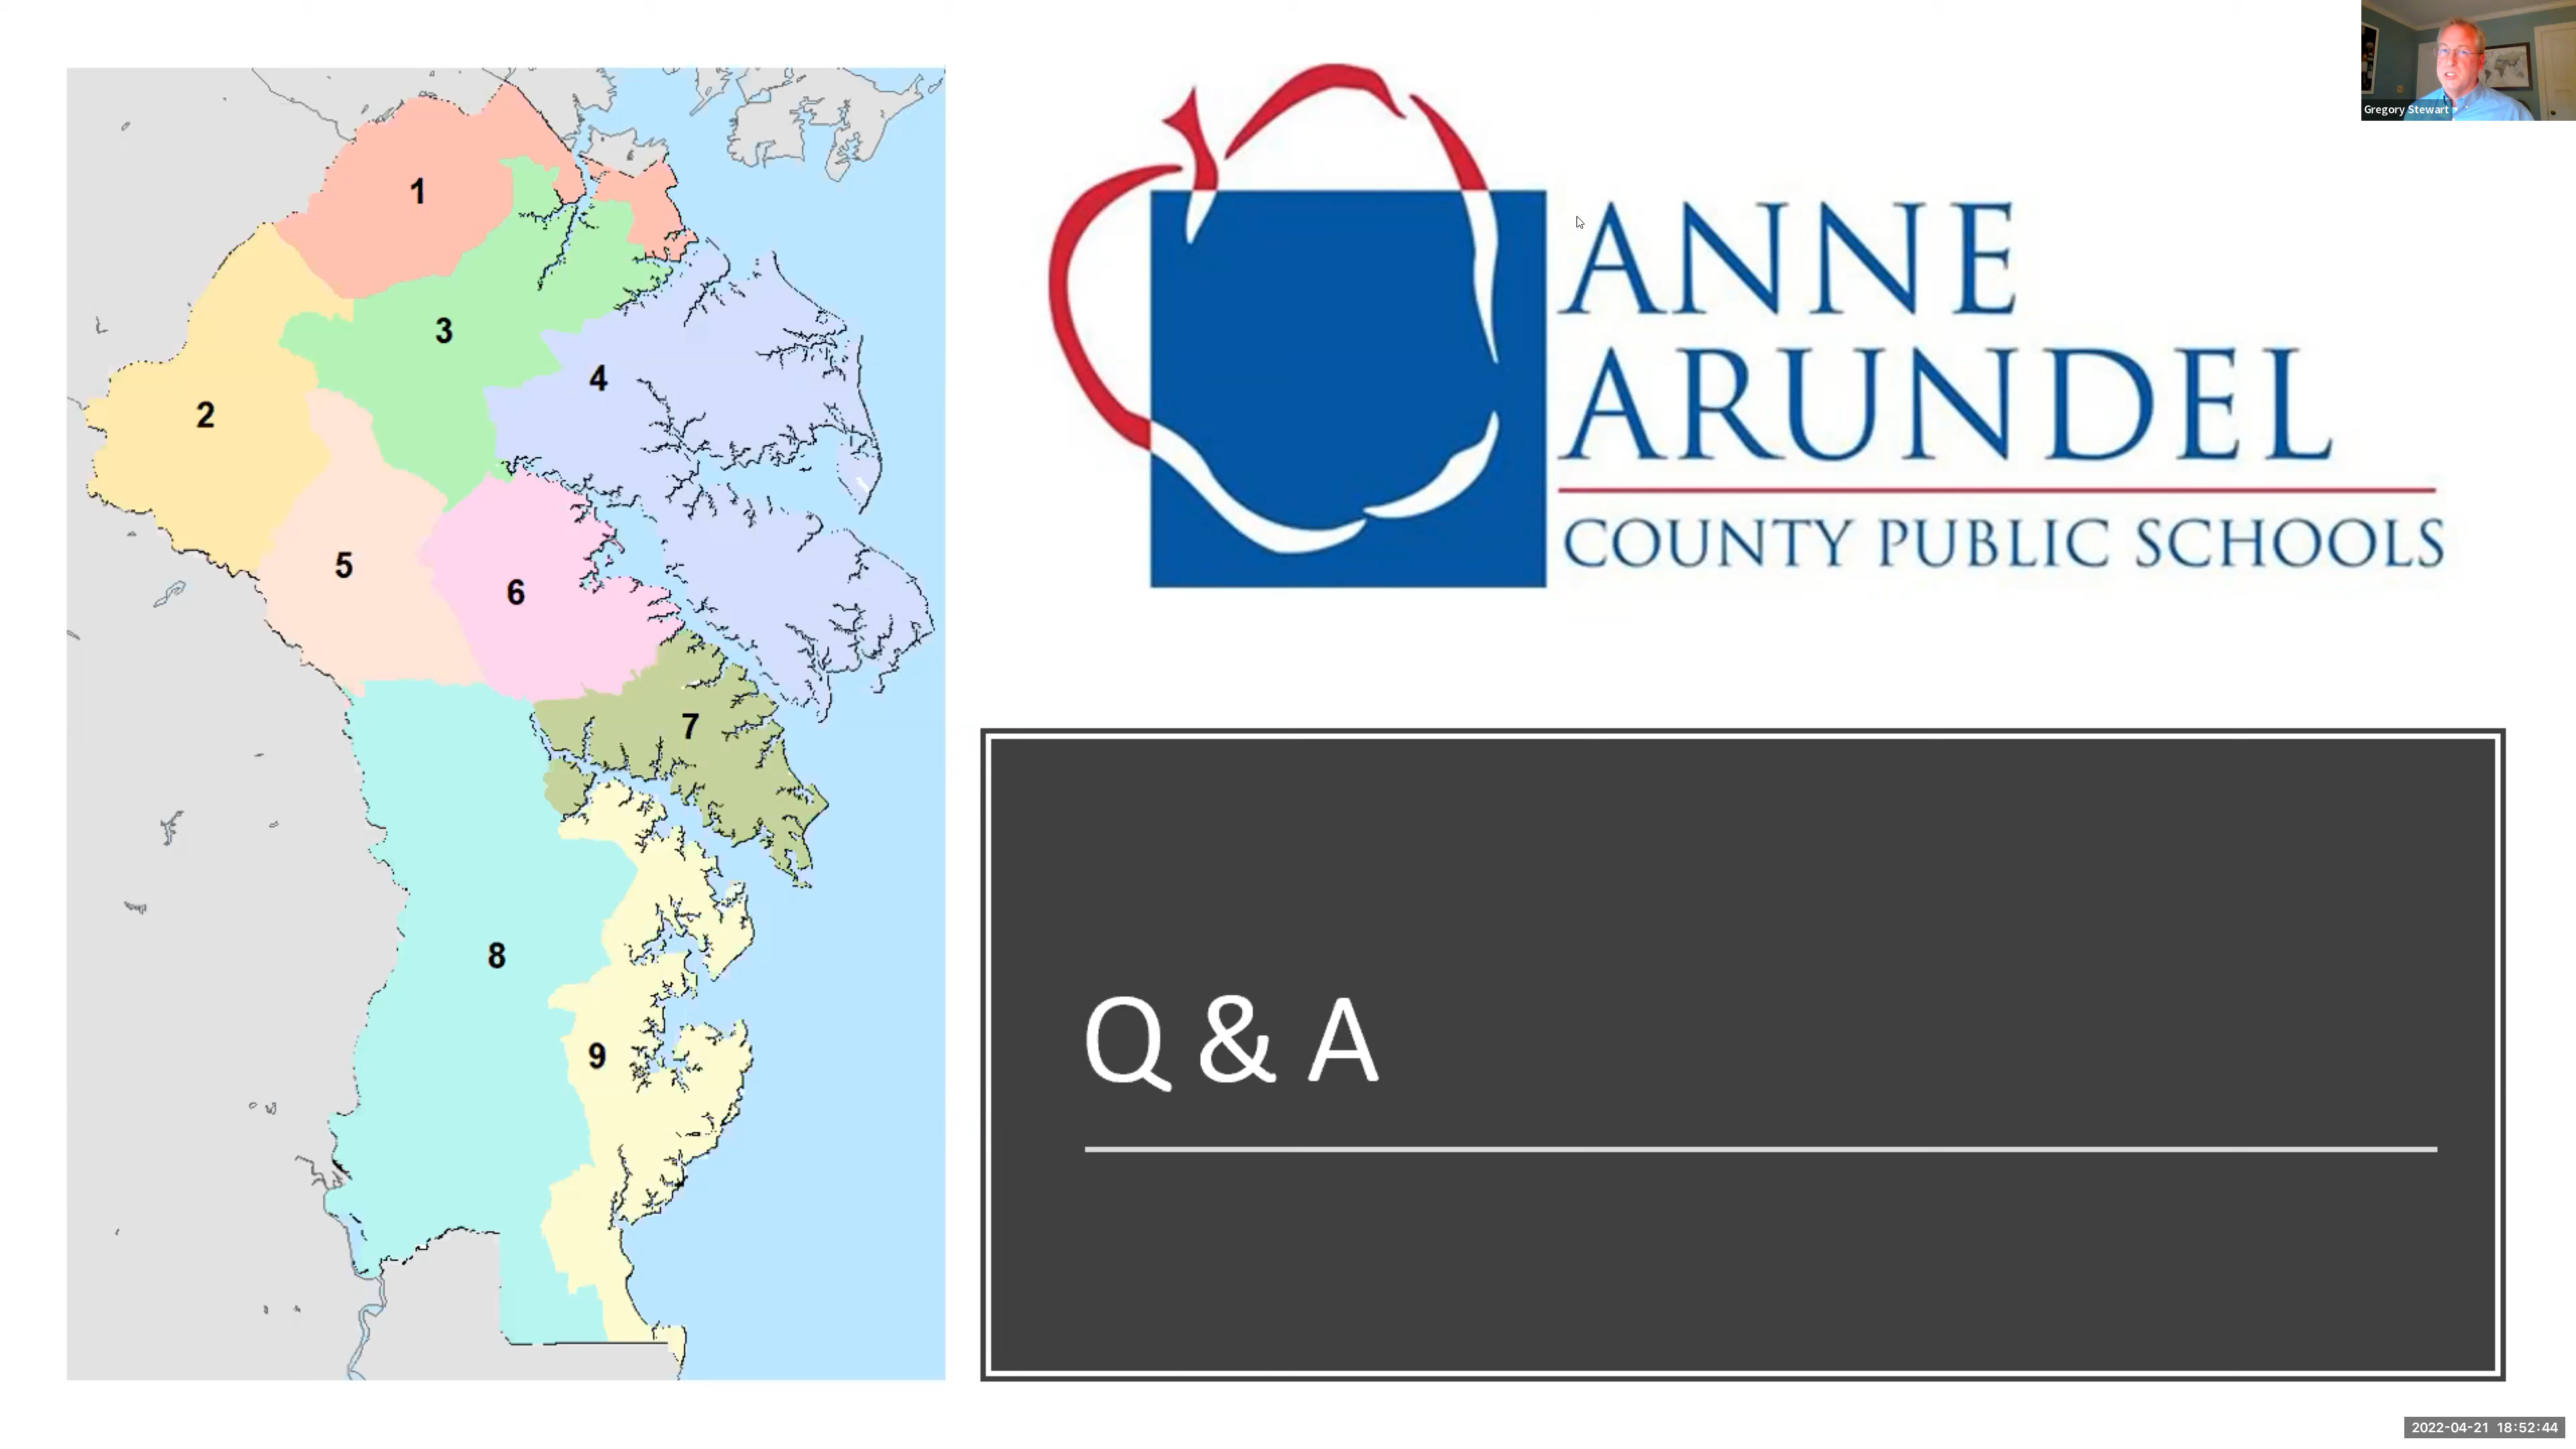 Gregory Stewart
1
2
3
4
5
6
7
8
9
ANNE
ARUNDEL
COUNTY PUBLIC SCHOOLS
Q & A
2022-04-21 18:52:44